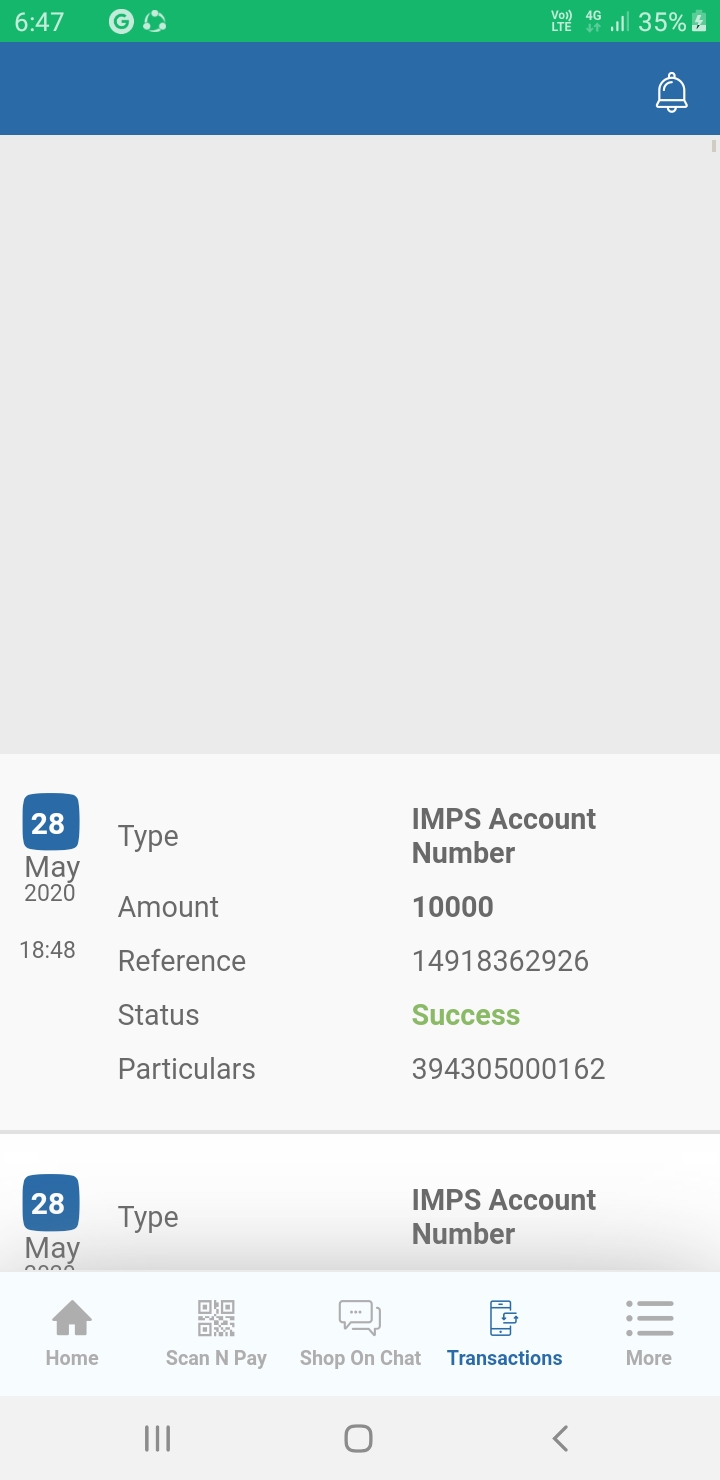 6:47 G Vo)) LTE 4G 35%
28 May 2020 18:48
Type IMPS Account Number
Amount 10000
Reference 14918362926
Status Success
Particulars 394305000162
28 May
Type IMPS Account Number
Home Scan N Pay Shop On Chat Transactions More